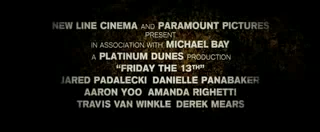 NEW LINE CINEMA AND PARAMOUNT PICTURES
PRESENT
IN ASSOCIATION WITH MICHAEL BAY
A PLATINUM DUNES PRODUCTION
"FRIDAY THE 13TH"
JARED PADALECKI DANIELLE PANABAKER
AARON YOO AMANDA RIGHETTI
TRAVIS VAN WINKLE DEREK MEARS